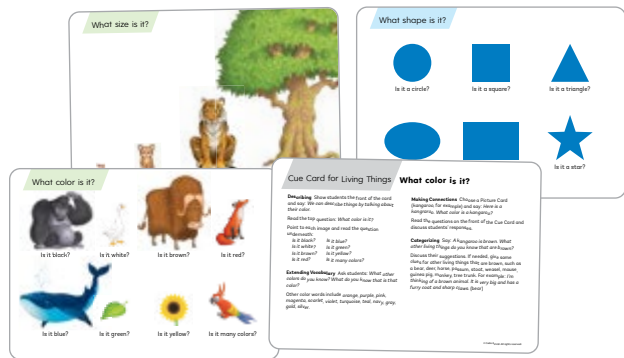 What size is it?
What shape is it?
Is it a circle?
Is it a square?
Is it a triangle?
Is it a star?
What color is it?
Is it black?
Is it white?
Is it brown?
Is it red?
Is it blue?
Is it green?
Is it yellow?
Is it many colors?
Cue Card for Living Things
What color is it?
Describing Show students the front of the card
and say: We can describe things by talking about
their color.
Read the top question: What color is it?
Point to each image and read the question
underneath:
Is it black? Is it blue?
Is it white? Is it green?
Is it brown? Is it yellow?
Is it red? Is it many colors?
Extending Vocabulary Ask students: What other
colors do you know? What do you know that is that
color?
Other color words include orange, purple, pink,
magenta, scarlet, violet, turquoise, teal, navy, gray,
gold, silver.
Making Connections Choose a Picture Card
(kangaroo for example) and say: Here is a
kangaroo. What color is a kangaroo?
Read the questions on the front of the Cue Card and
discuss students' responses.
Categorizing Say: A kangaroo is brown. What
other living things do you know that are brown?
Discuss their suggestions. If needed, give some
clues for other living things they are brown, such as
a bear, deer, horse, possum, stoat, weasel, mouse,
guinea pig, monkey, tree trunk. For example: I'm
thinking of a brown animal. It is very big and has a
furry coat and sharp claws. (bear)